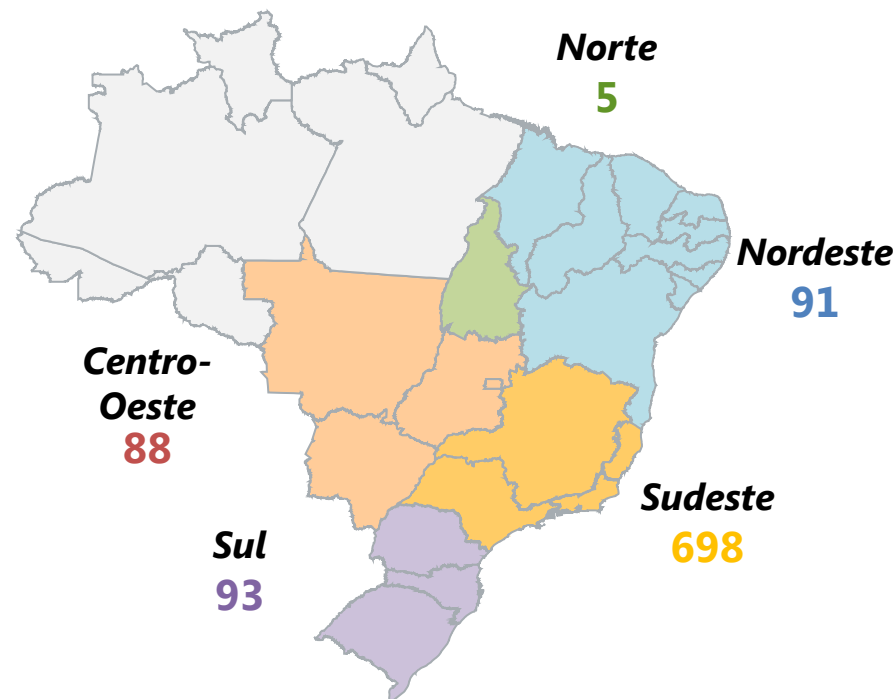 Norte
5
Nordeste
91
Centro-
Oeste
88
Sudeste
698
Sul
93